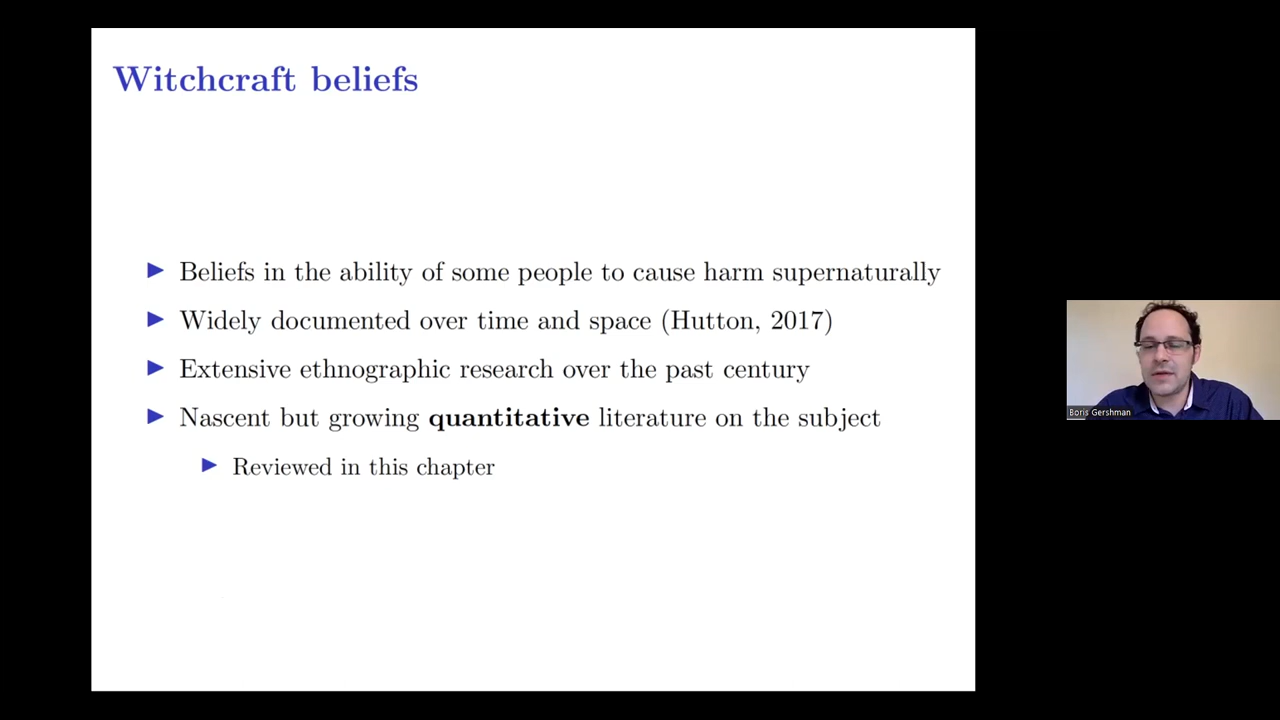 Witchcraft beliefs
▶ Beliefs in the ability of some people to cause harm supernaturally
▶ Widely documented over time and space (Hutton, 2017)
▶ Extensive ethnographic research over the past century
▶ Nascent but growing quantitative literature on the subject
▶ Reviewed in this chapter
Boris Gershman